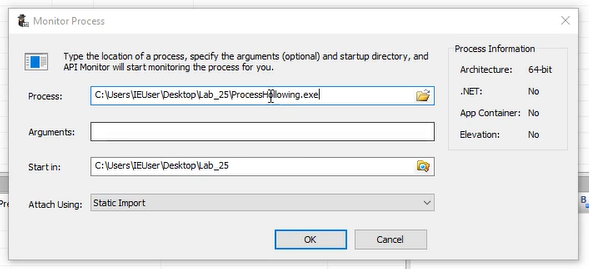 Monitor Process
Type the location of a process, specify the arguments (optional) and startup directory, and
API Monitor will start monitoring the process for you.
Process: C:\Users\IEUser\Desktop\Lab_25\ProcessHollowing.exe
Arguments:
Start in: C:\Users\IEUser\Desktop\Lab_25
Attach Using: Static Import
OK Cancel
Process Information
Architecture: 64-bit
.NET: No
App Container: No
Elevation: No